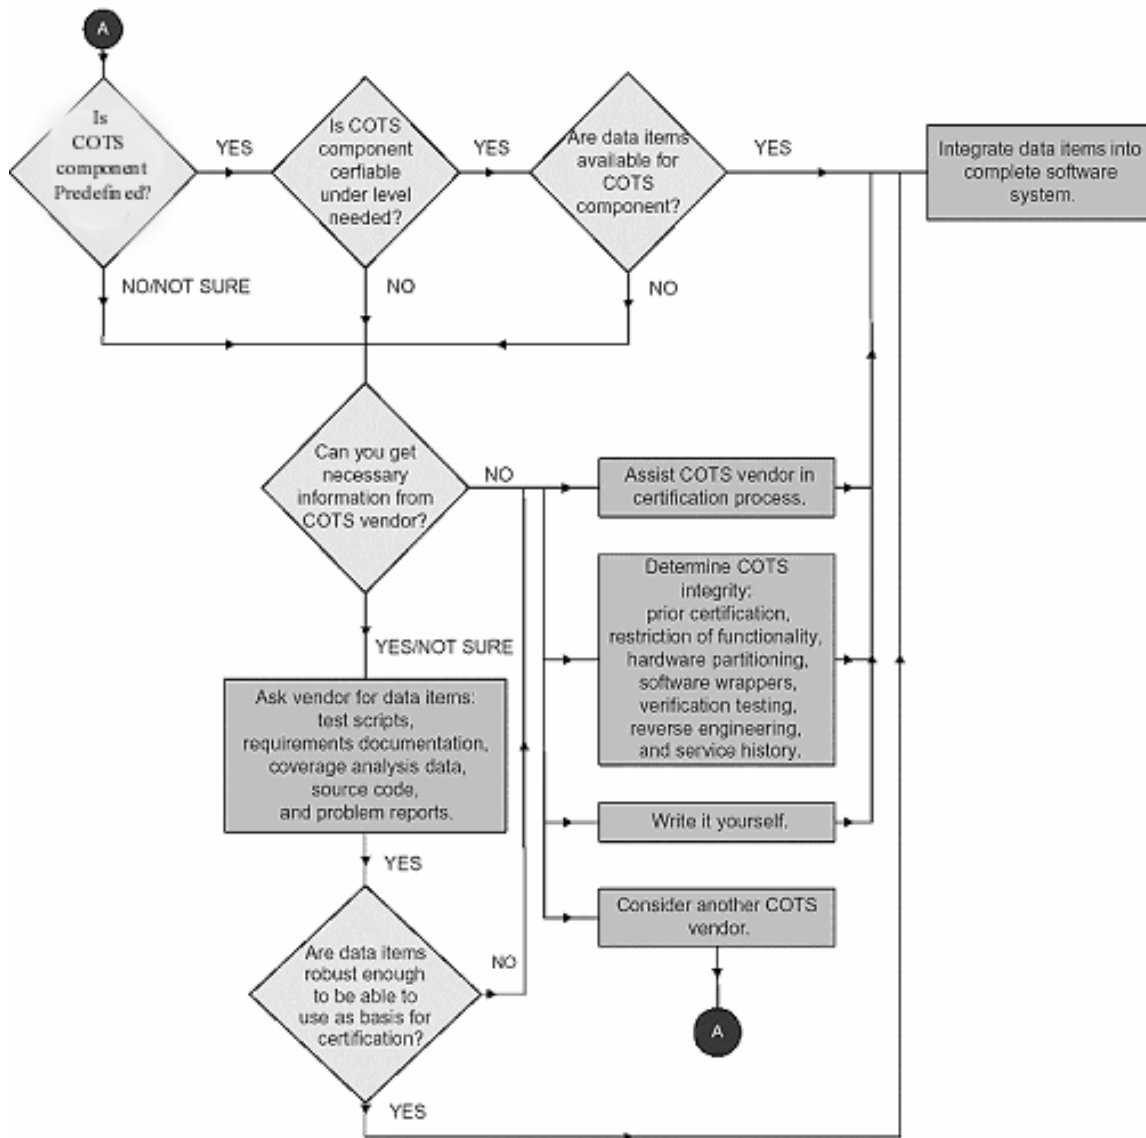 A
Is
COTS
component
Predefined?
YES
Is COTS
component
cerfiable
under level
needed?
YES
Are data items
available for
COTS
component?
YES
Integrate data items into
complete software
system.
NO/NOT SURE
NO
NO
Can you get
necessary
information from
COTS vendor?
NO
Assist COTS vendor in
certification process.
Determine COTS
integrity:
prior certification,
restriction of functionality,
hardware partitioning,
software wrappers,
verification testing,
reverse engineering,
and service history.
YES/NOT SURE
Ask vendor for data items:
test scripts,
requirements documentation,
coverage analysis data,
source code,
and problem reports.
Write it yourself.
YES
Consider another COTS
vendor.
Are data items
robust enough
to be able to
use as basis for
certification?
NO
A
YES